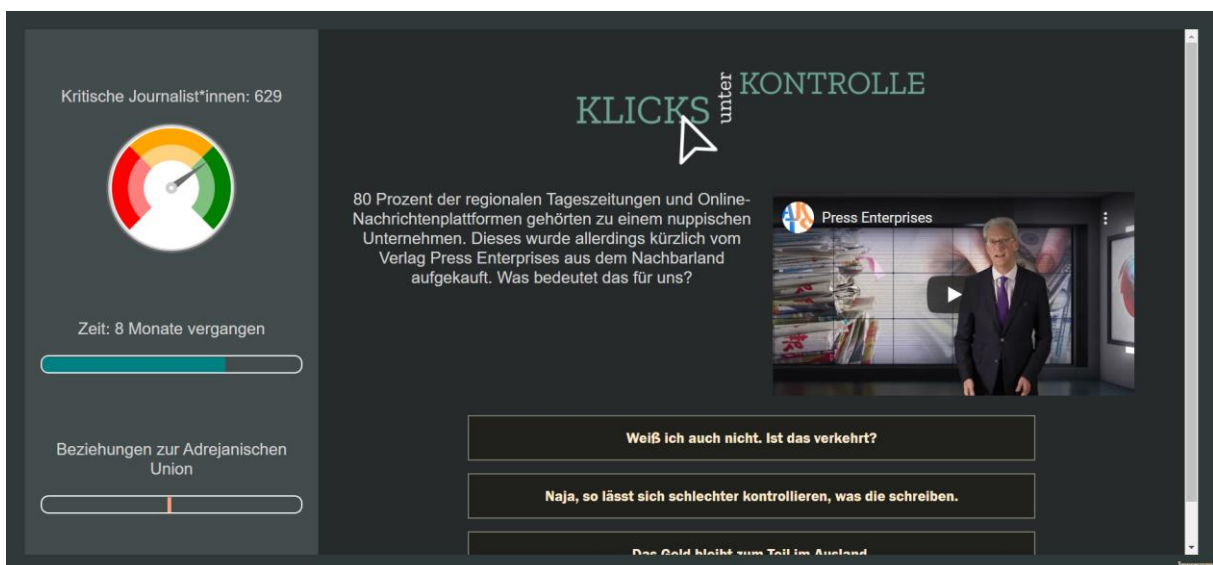 Kritische Journalist*innen: 629
Zeit: 8 Monate vergangen
Beziehungen zur Adrejanischen
Union
KLICKS unter KONTROLLE
80 Prozent der regionalen Tageszeitungen und Online-
Nachrichtenplattformen gehörten zu einem nuppischen
Unternehmen. Dieses wurde allerdings kürzlich vom
Verlag Press Enterprises aus dem Nachbarland
aufgekauft. Was bedeutet das für uns?
Press Enterprises
Weiß ich auch nicht. Ist das verkehrt?
Naja, so lässt sich schlechter kontrollieren, was die schreiben.
Das Geld bleibt zum Teil im Ausland